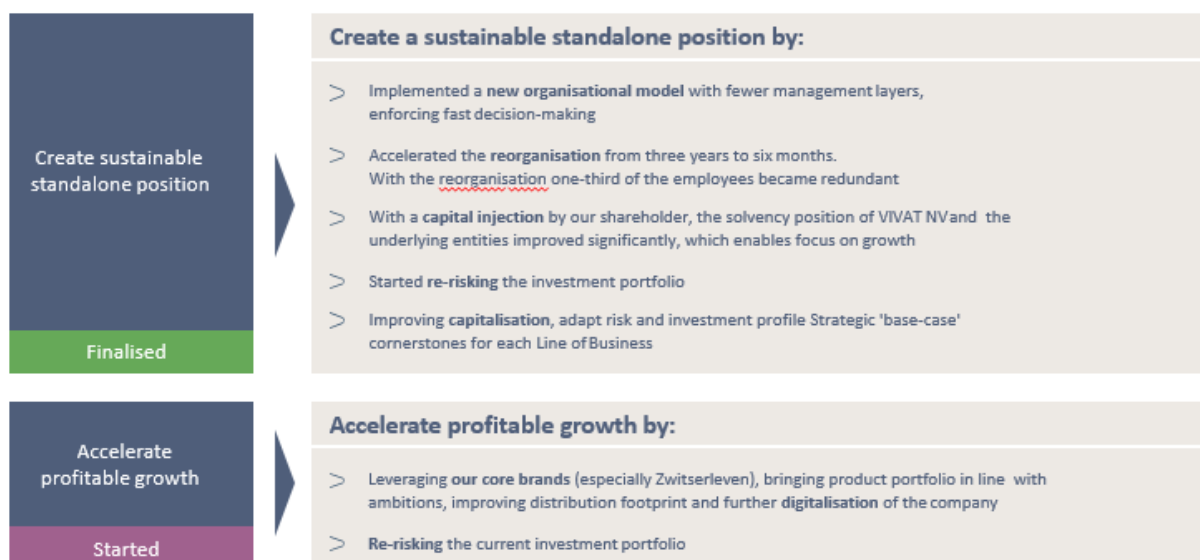 Create sustainable
standalone position
Finalised
Create a sustainable standalone position by:
Implemented a new organisational model with fewer management layers,
enforcing fast decision-making
Accelerated the reorganisation from three years to six months.
With the reorganisation one-third of the employees became redundant
With a capital injection by our shareholder, the solvency position of VIVAT NV and the
underlying entities improved significantly, which enables focus on growth
Started re-risking the investment portfolio
Improving capitalisation, adapt risk and investment profile Strategic 'base-case'
cornerstones for each Line of Business
Accelerate
profitable growth
Started
Accelerate profitable growth by:
Leveraging our core brands (especially Zwitserleven), bringing product portfolio in line with
ambitions, improving distribution footprint and further digitalisation of the company
Re-risking the current investment portfolio